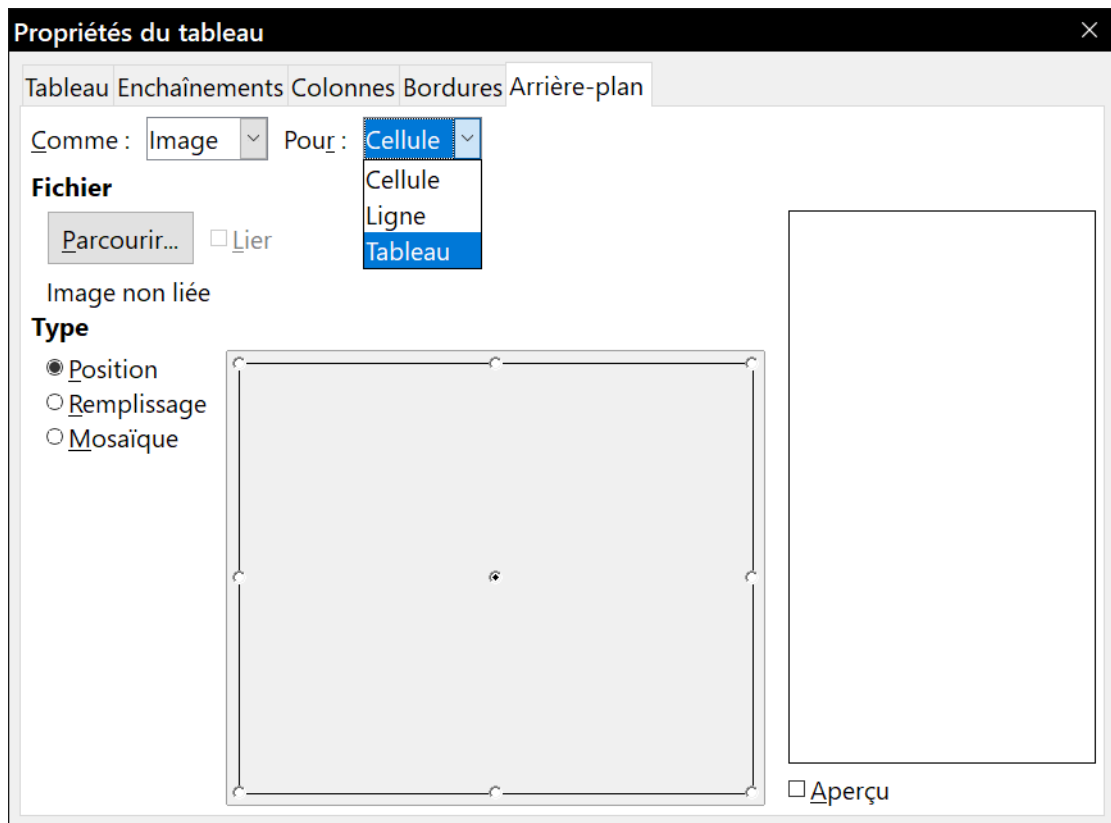 Propriétés du tableau
Tableau Enchaînements Colonnes Bordures Arrière-plan
Comme : Image Pour : Cellule
Cellule
Ligne
Tableau
Fichier
Parcourir... Lier
Image non liée
Type
Position
Remplissage
Mosaïque
Aperçu